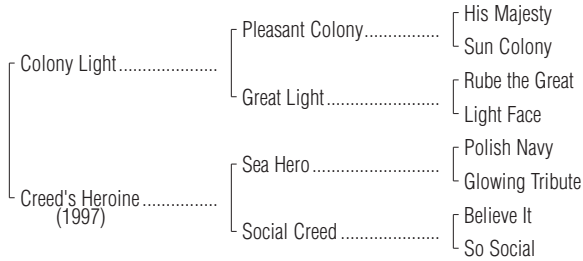 His Majesty
Pleasant Colony
Sun Colony
Colony Light
Rube the Great
Great Light
Light Face
Polish Navy
Sea Hero
Glowing Tribute
Creed's Heroine
(1997)
Believe It
Social Creed
So Social